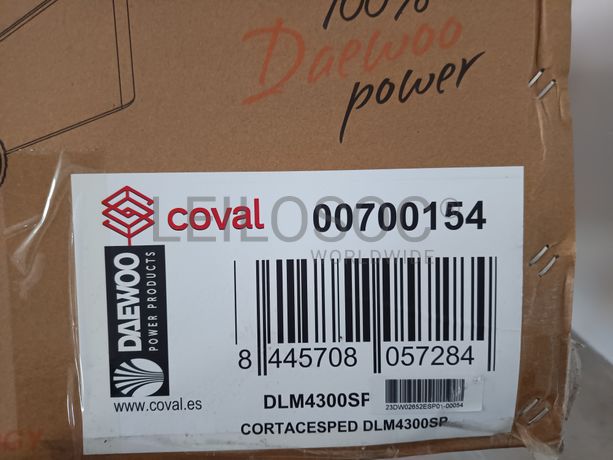 100%
Daewoo
power
coval 00700154
LEILOSOC®
WORLDWIDE
DAEWOO
POWER PRODUCTS
8 445708 057284
www.coval.es
DLM4300SP
23DW02652ESP01-00054
CORTACESPED DLM4300SP